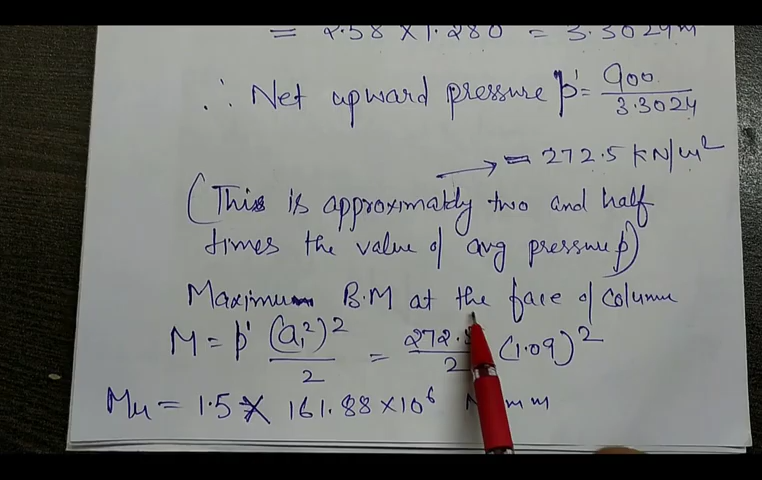 = 2.58 X 1.280 = 3.3024m
∴ Net upward pressure p' = 900 / 3.3024
= 272.5 KN/m²
(This is approximately two and half
times the value of avg pressure p)
Maximum B.M at the face of column
M = p' (a₁²)² / 2 = 272.5 / 2 (1.09)²
Mu = 1.5 X 161.88 X 10⁶ mm